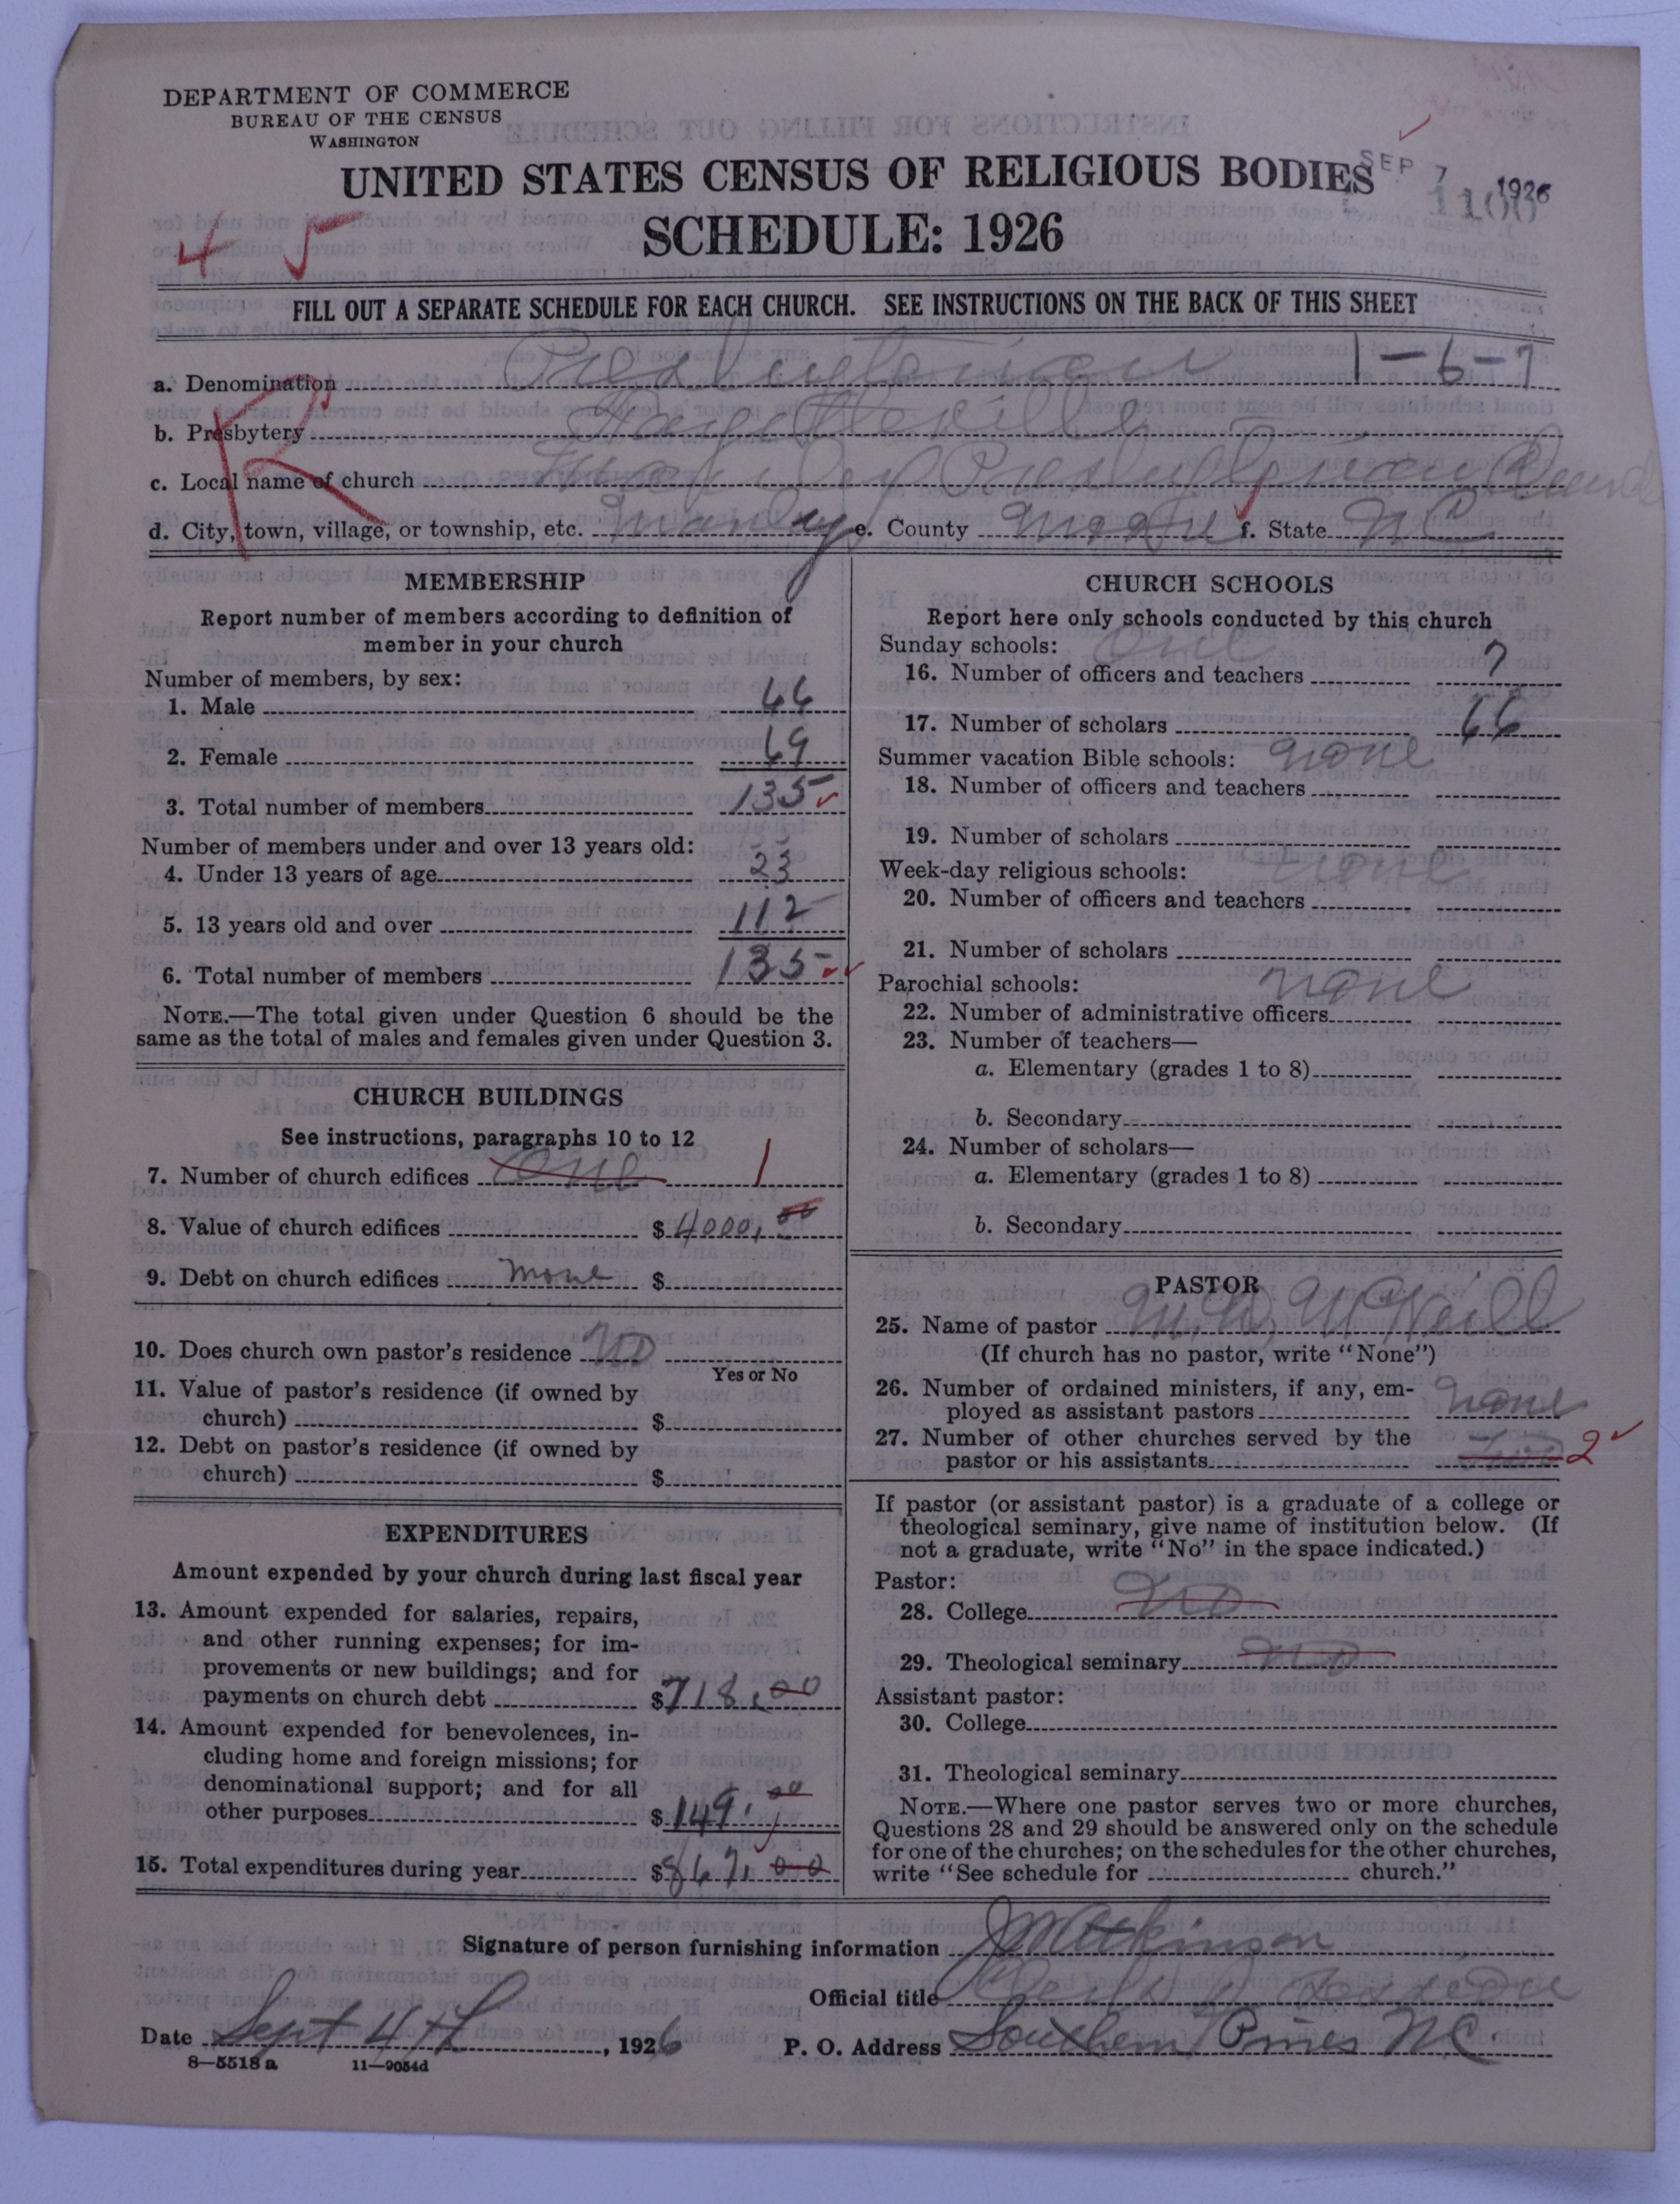 DEPARTMENT OF COMMERCE
BUREAU OF THE CENSUS
WASHINGTON
UNITED STATES CENSUS OF RELIGIOUS BODIES
SEP 7 1926
1100
SCHEDULE: 1926
4 5
FILL OUT A SEPARATE SCHEDULE FOR EACH CHURCH. SEE INSTRUCTIONS ON THE BACK OF THIS SHEET
a. Denomination Presbyterian 1-6-7
b. Presbytery Fayetteville
c. Local name of church Manley Presbyterian Church
d. City, town, village, or township, etc. Manley e. County Moore f. State NC
MEMBERSHIP
Report number of members according to definition of
member in your church
Number of members, by sex:
1. Male 66
2. Female 69
3. Total number of members 135
Number of members under and over 13 years old:
4. Under 13 years of age 23
5. 13 years old and over 112
6. Total number of members 135
NOTE.—The total given under Question 6 should be the
same as the total of males and females given under Question 3.
CHURCH BUILDINGS
See instructions, paragraphs 10 to 12
7. Number of church edifices one 1
8. Value of church edifices $ 4000.00
9. Debt on church edifices none $
10. Does church own pastor's residence NO
Yes or No
11. Value of pastor's residence (if owned by
church) $
12. Debt on pastor's residence (if owned by
church) $
EXPENDITURES
Amount expended by your church during last fiscal year
13. Amount expended for salaries, repairs,
and other running expenses; for im-
provements or new buildings; and for
payments on church debt $ 718.00
14. Amount expended for benevolences, in-
cluding home and foreign missions; for
denominational support; and for all
other purposes $ 149.00
15. Total expenditures during year $ 867.00
CHURCH SCHOOLS
Report here only schools conducted by this church
Sunday schools: one
16. Number of officers and teachers 7
17. Number of scholars 66
Summer vacation Bible schools: none
18. Number of officers and teachers
19. Number of scholars
Week-day religious schools: none
20. Number of officers and teachers
21. Number of scholars
Parochial schools: none
22. Number of administrative officers
23. Number of teachers—
a. Elementary (grades 1 to 8)
b. Secondary
24. Number of scholars—
a. Elementary (grades 1 to 8)
b. Secondary
PASTOR
25. Name of pastor M. D. McNeill
(If church has no pastor, write "None")
26. Number of ordained ministers, if any, em-
ployed as assistant pastors none
27. Number of other churches served by the
pastor or his assistants two 2
If pastor (or assistant pastor) is a graduate of a college or
theological seminary, give name of institution below. (If
not a graduate, write "No" in the space indicated.)
Pastor:
28. College NO
29. Theological seminary NO
Assistant pastor:
30. College
31. Theological seminary
NOTE.—Where one pastor serves two or more churches,
Questions 28 and 29 should be answered only on the schedule
for one of the churches; on the schedules for the other churches,
write "See schedule for church."
Signature of person furnishing information
Official title Clerk of Session
Date Sept 4th, 1926 P. O. Address Southern Pines N.C.
8—5518 a 11—9054d